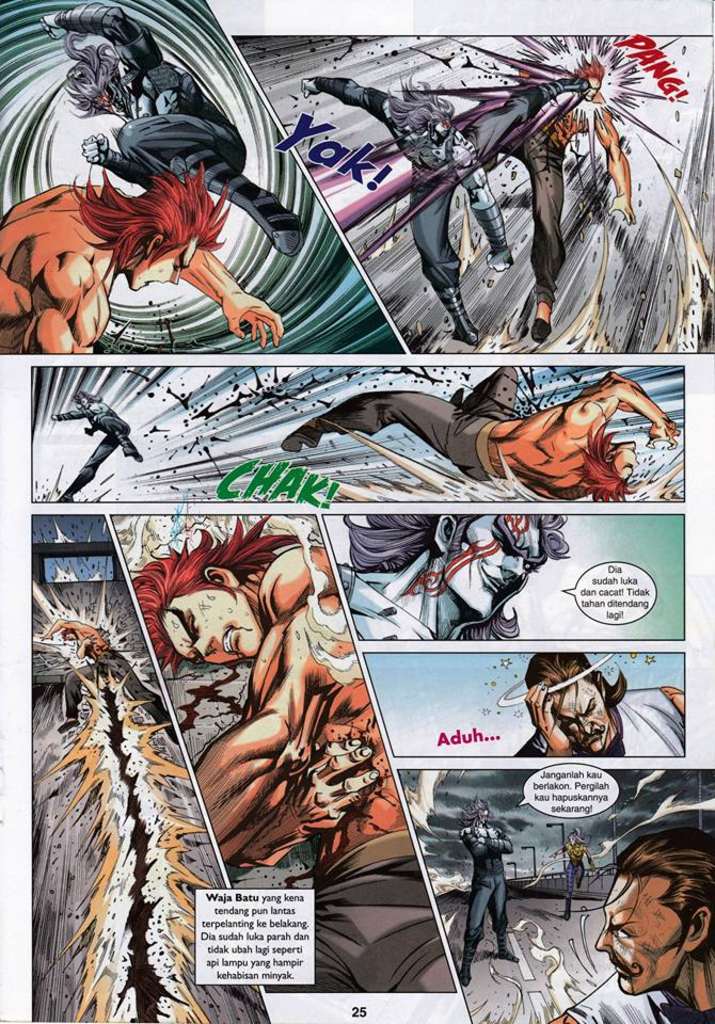 Yak!
PANG!
CHAK!
Dia
sudah luka
dan cacat! Tidak
tahan ditendang
lagi!
Aduh...
Waja Batu yang kena
tendang pun lantas
terpelanting ke belakang.
Dia sudah luka parah dan
tidak ubah lagi seperti
api lampu yang hampir
kehabisan minyak.
Janganlah kau
berlakon. Pergilah
kau hapuskannya
sekarang!
25